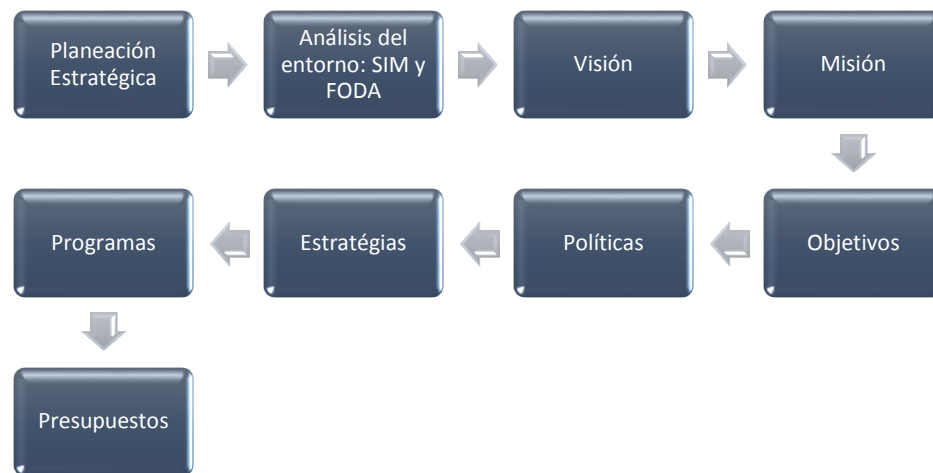 Planeación
Estratégica
Análisis del
entorno: SIM y
FODA
Visión
Misión
Objetivos
Políticas
Estratégias
Programas
Presupuestos